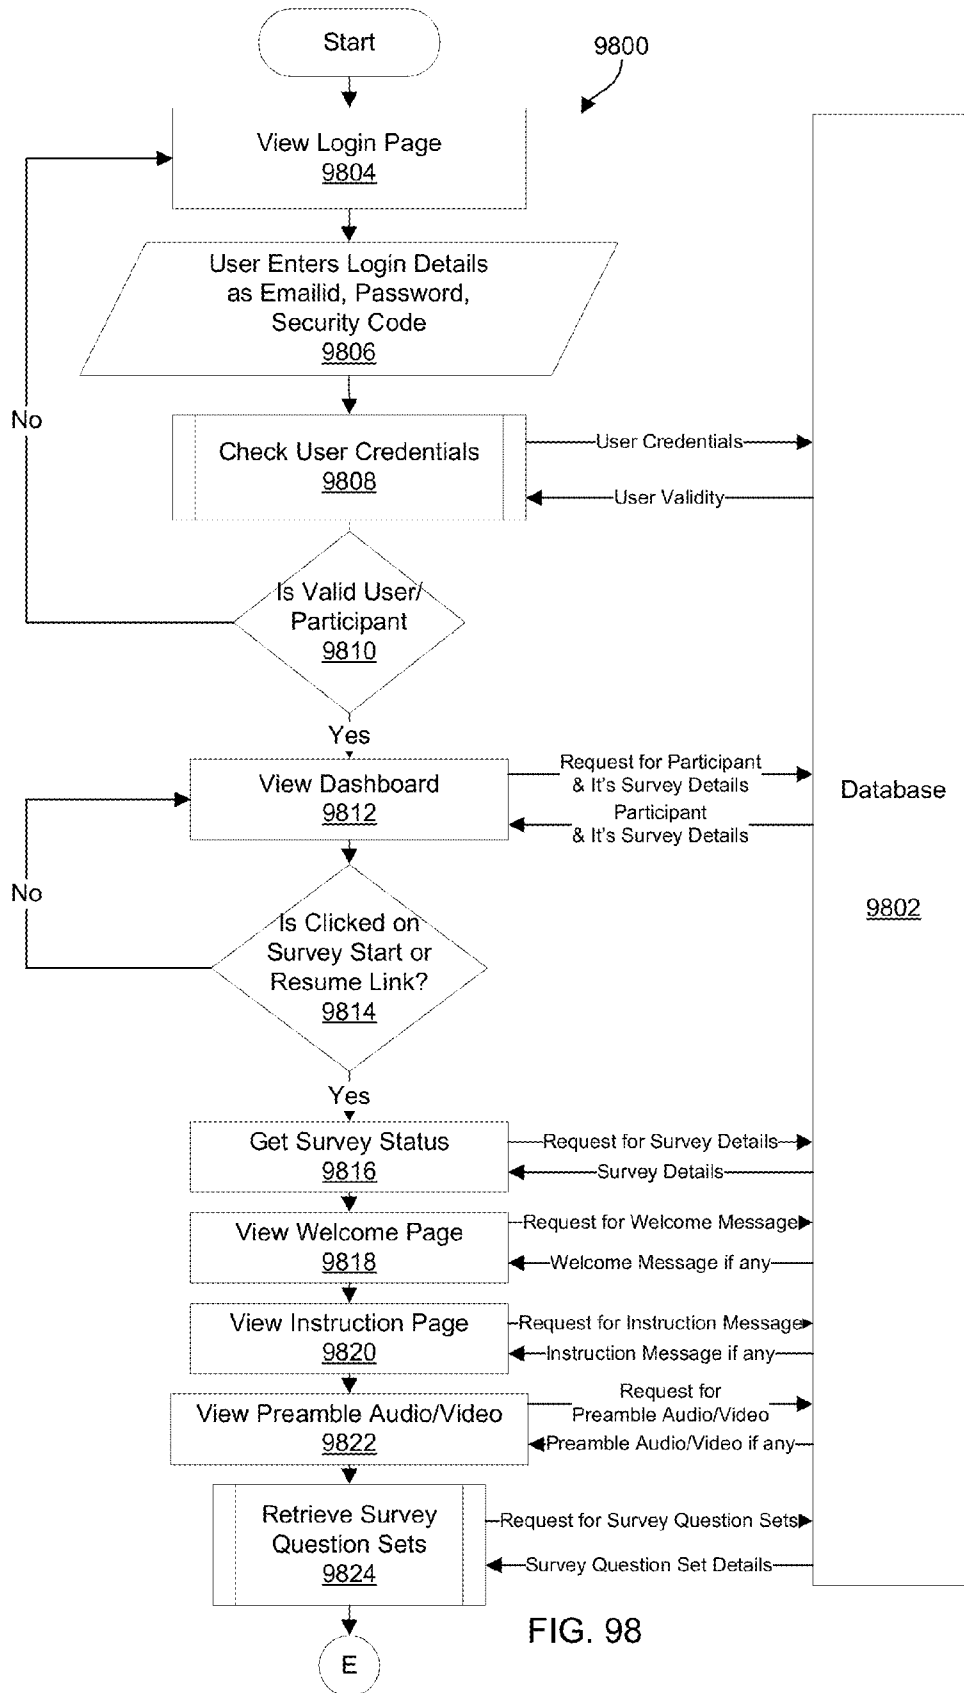 Start
9800
View Login Page
9804
User Enters Login Details
as Emailid, Password,
Security Code
9806
No
Check User Credentials
9808
User Credentials
User Validity
Is Valid User/
Participant
9810
Yes
View Dashboard
9812
Request for Participant
& It's Survey Details
Participant
& It's Survey Details
Database
9802
No
Is Clicked on
Survey Start or
Resume Link?
9814
Yes
Get Survey Status
9816
Request for Survey Details
Survey Details
View Welcome Page
9818
Request for Welcome Message
Welcome Message if any
View Instruction Page
9820
Request for Instruction Message
Instruction Message if any
View Preamble Audio/Video
9822
Request for
Preamble Audio/Video
Preamble Audio/Video if any
Retrieve Survey
Question Sets
9824
Request for Survey Question Sets
Survey Question Set Details
FIG. 98
E